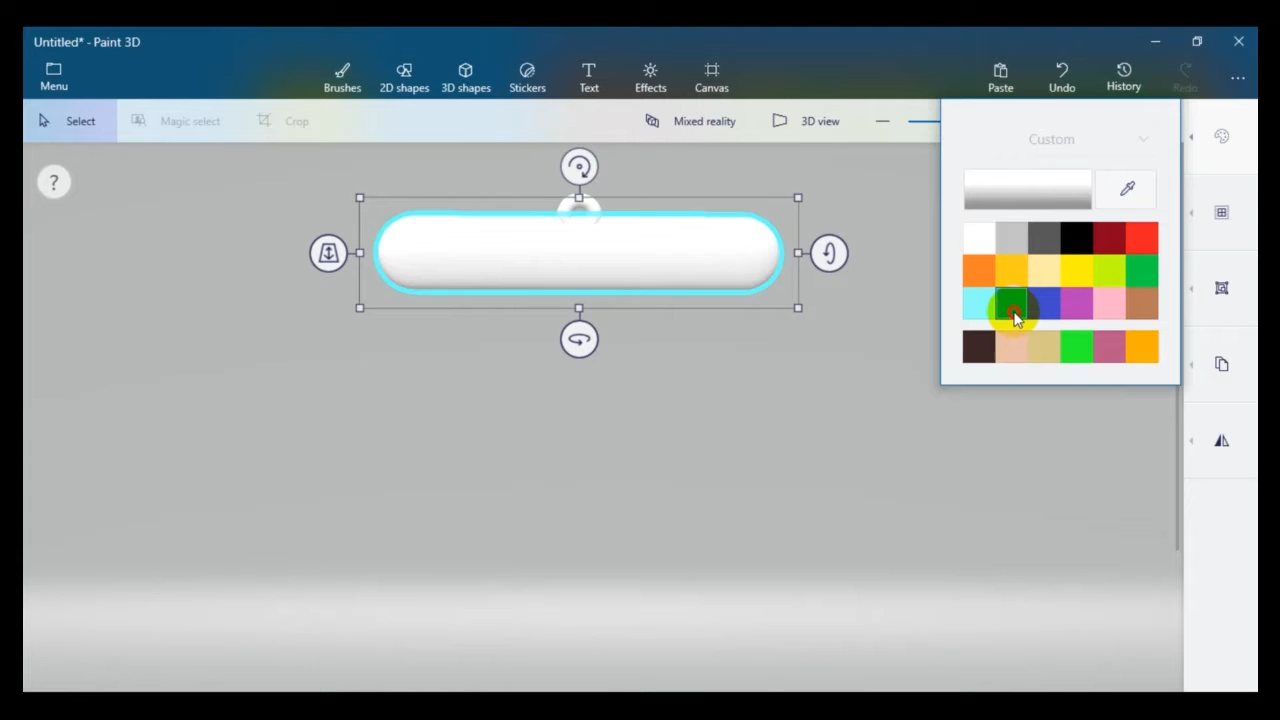 Untitled* - Paint 3D
Menu
Brushes
2D shapes
3D shapes
Stickers
Text
Effects
Canvas
Paste
Undo
History
Redo
Select
Magic select
Crop
Mixed reality
3D view
Custom
?